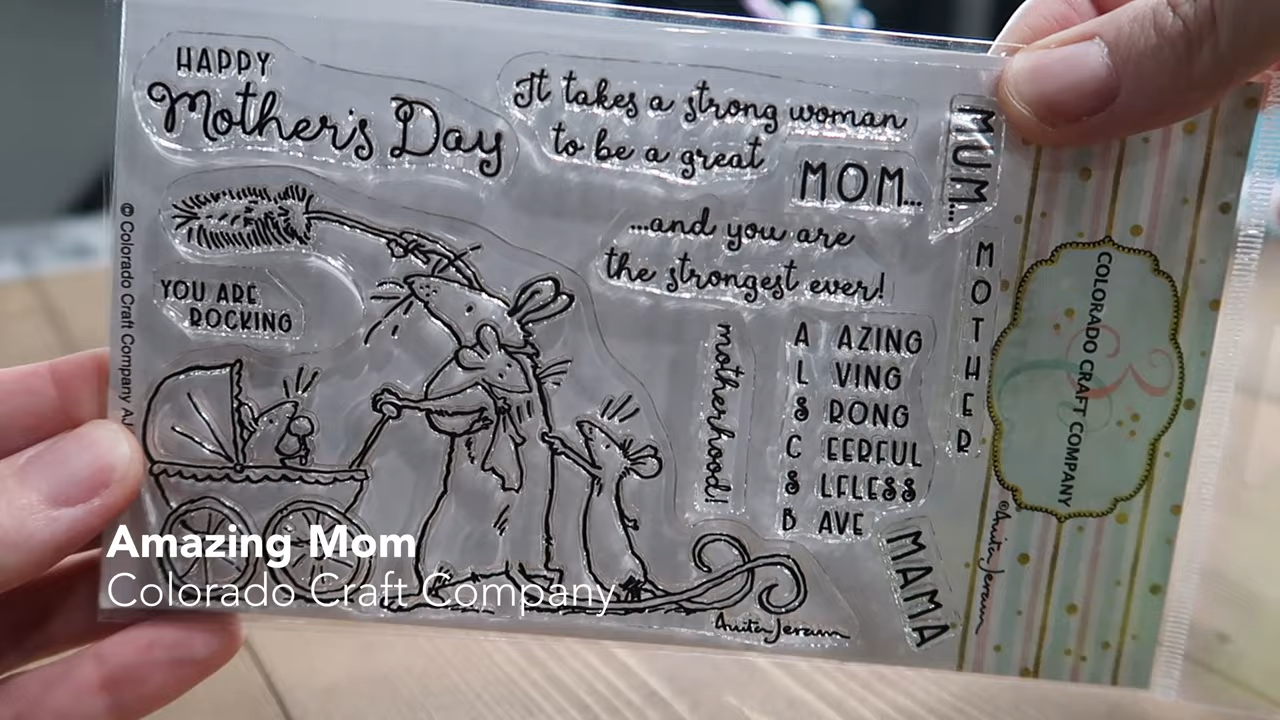 HAPPY
Mother's Day
It takes a strong woman
to be a great
MOM...
MUM...
...and you are
the strongest ever!
YOU ARE
ROCKING
motherhood!
A AZING
L VING
S RONG
C EERFUL
S LFLESS
B AVE
MOTHER
MAMA
© Colorado Craft Company AJ
COLORADO CRAFT COMPANY
©Anita Jeram
Anita Jeram
Amazing Mom
Colorado Craft Company